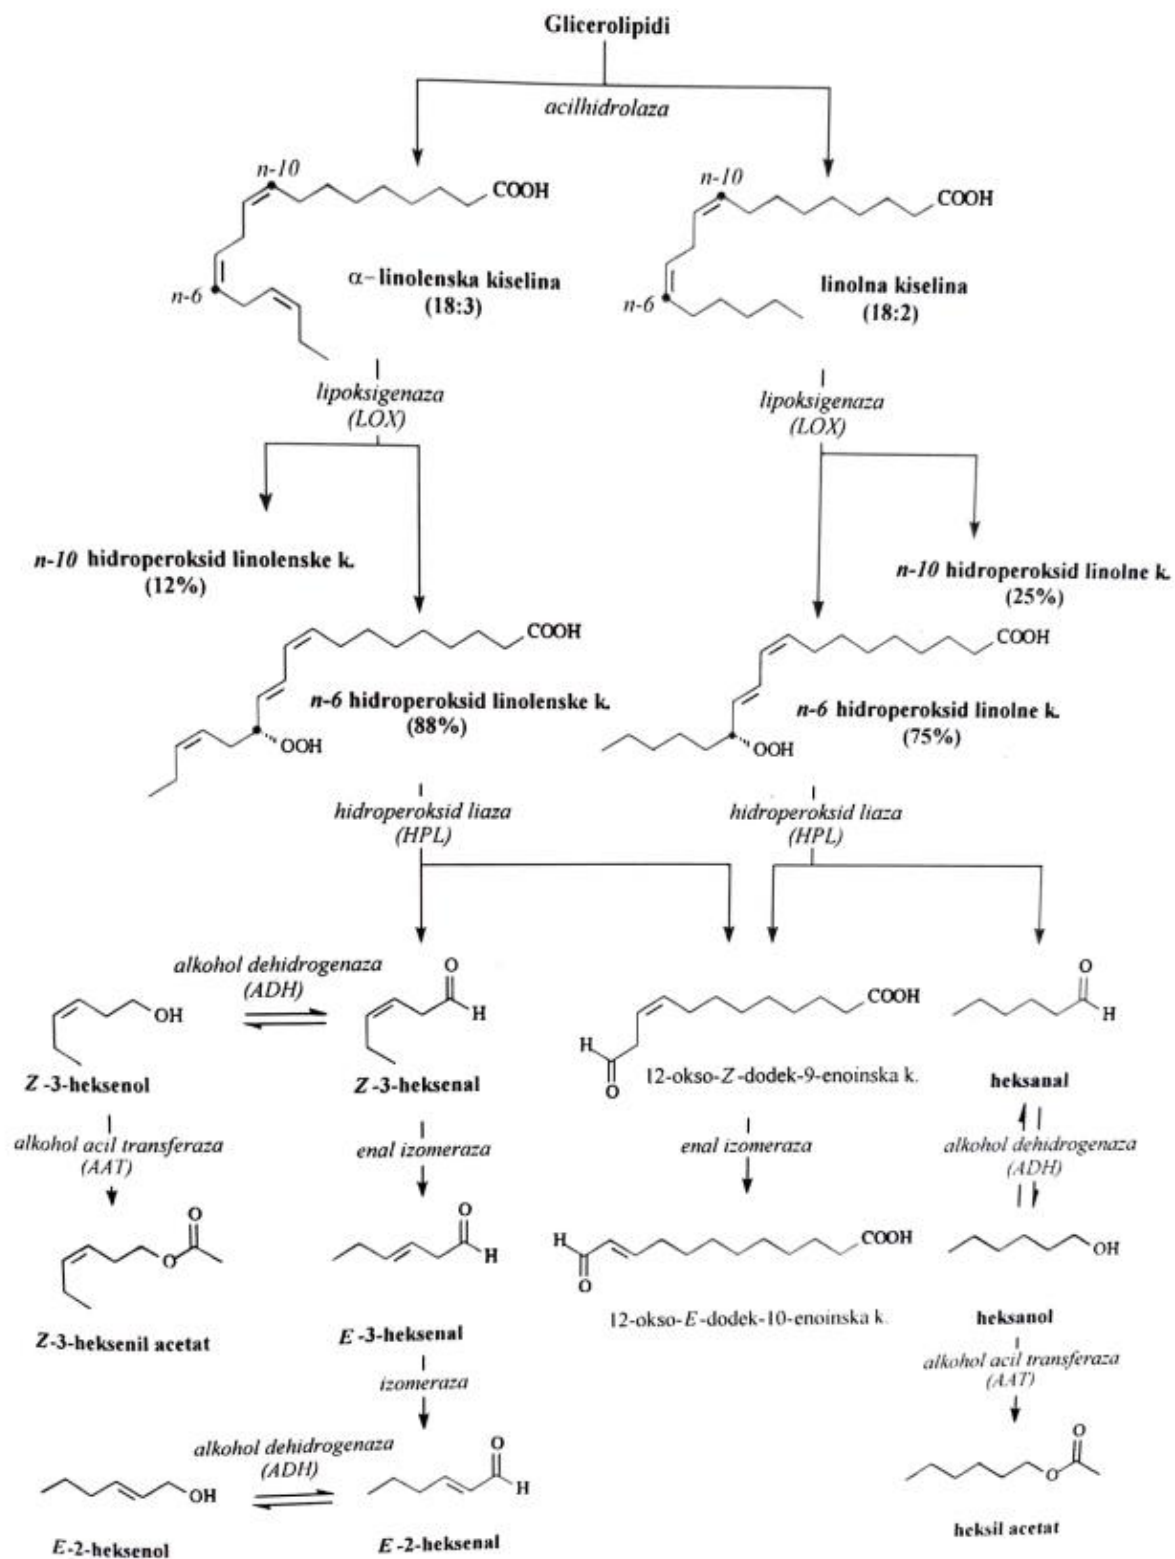 Glicerolipidi
acilhidrolaza
n-10
COOH
n-10
COOH
n-6
α-linolenska kiselina
(18:3)
n-6
linolna kiselina
(18:2)
lipoksigenaza
(LOX)
lipoksigenaza
(LOX)
n-10 hidroperoksid linolenske k.
(12%)
n-10 hidroperoksid linolne k.
(25%)
COOH
n-6 hidroperoksid linolenske k.
(88%)
OOH
COOH
n-6 hidroperoksid linolne k.
(75%)
OOH
hidroperoksid liaza
(HPL)
hidroperoksid liaza
(HPL)
alkohol dehidrogenaza
(ADH)
OH
Z-3-heksenol
O
H
Z-3-heksenal
COOH
H
O
12-okso-Z-dodek-9-enoinska k.
O
H
heksanal
alkohol acil transferaza
(AAT)
enal izomeraza
enal izomeraza
alkohol dehidrogenaza
(ADH)
O
O
Z-3-heksenil acetat
O
H
E-3-heksenal
H
O
COOH
12-okso-E-dodek-10-enoinska k.
OH
heksanol
izomeraza
alkohol acil transferaza
(AAT)
alkohol dehidrogenaza
(ADH)
OH
E-2-heksenol
O
H
E-2-heksenal
O
O
heksil acetat